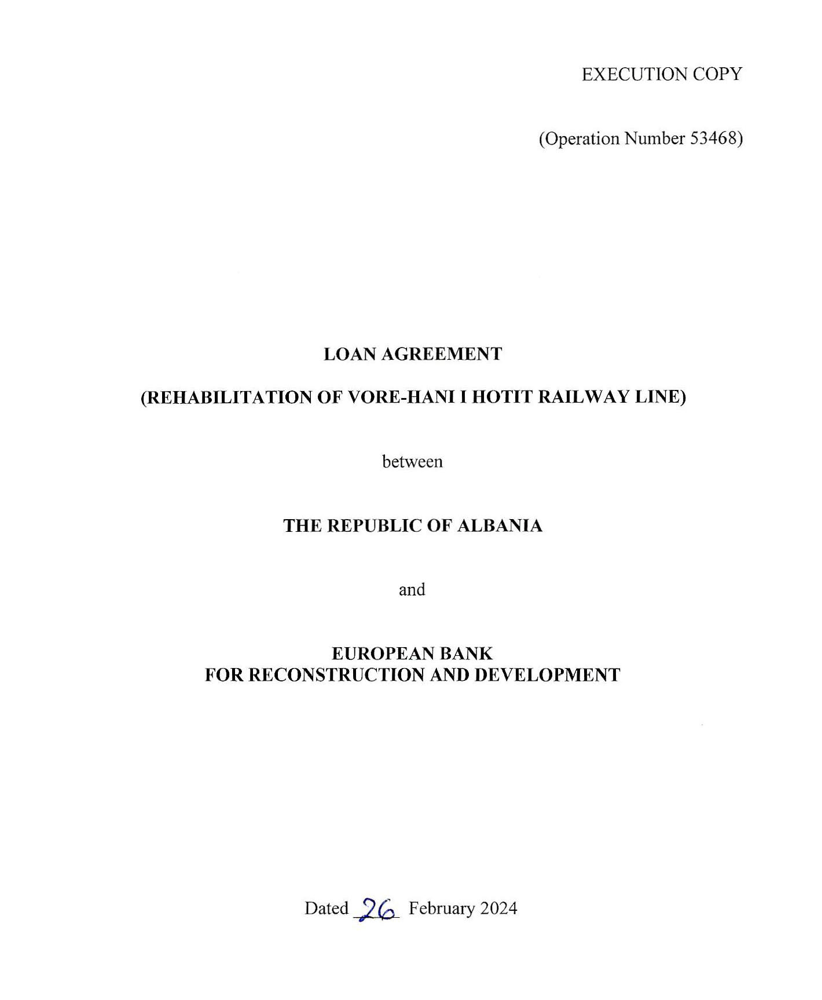 EXECUTION COPY
(Operation Number 53468)
LOAN AGREEMENT
(REHABILITATION OF VORE-HANI I HOTIT RAILWAY LINE)
between
THE REPUBLIC OF ALBANIA
and
EUROPEAN BANK
FOR RECONSTRUCTION AND DEVELOPMENT
Dated 26 February 2024